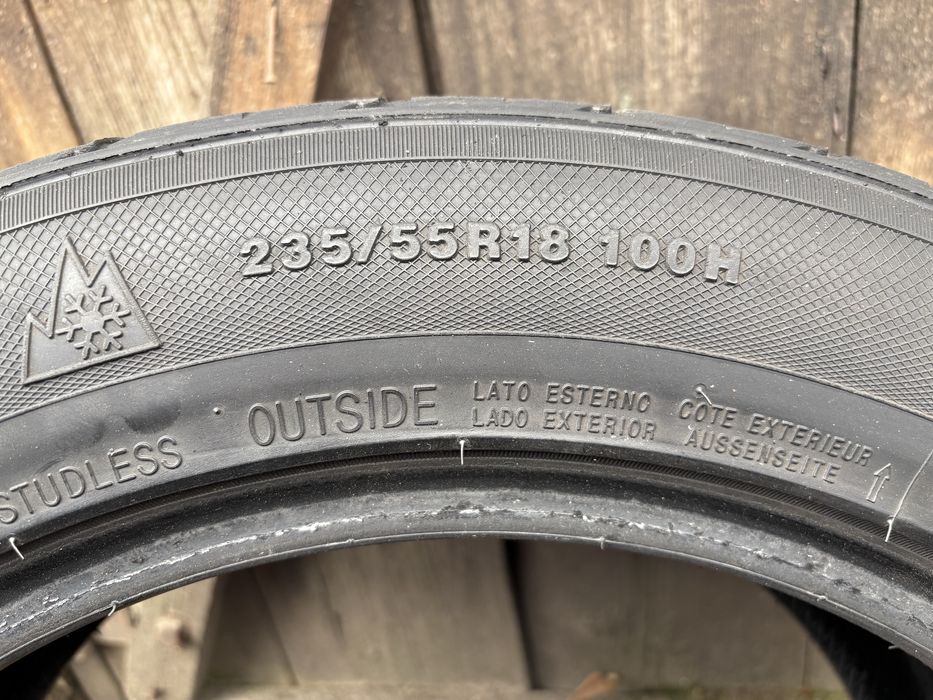 235/55R18 100H
STUDLESS
OUTSIDE
LATO ESTERNO
LADO EXTERIOR
CÔTE EXTERIEUR
AUSSENSEITE